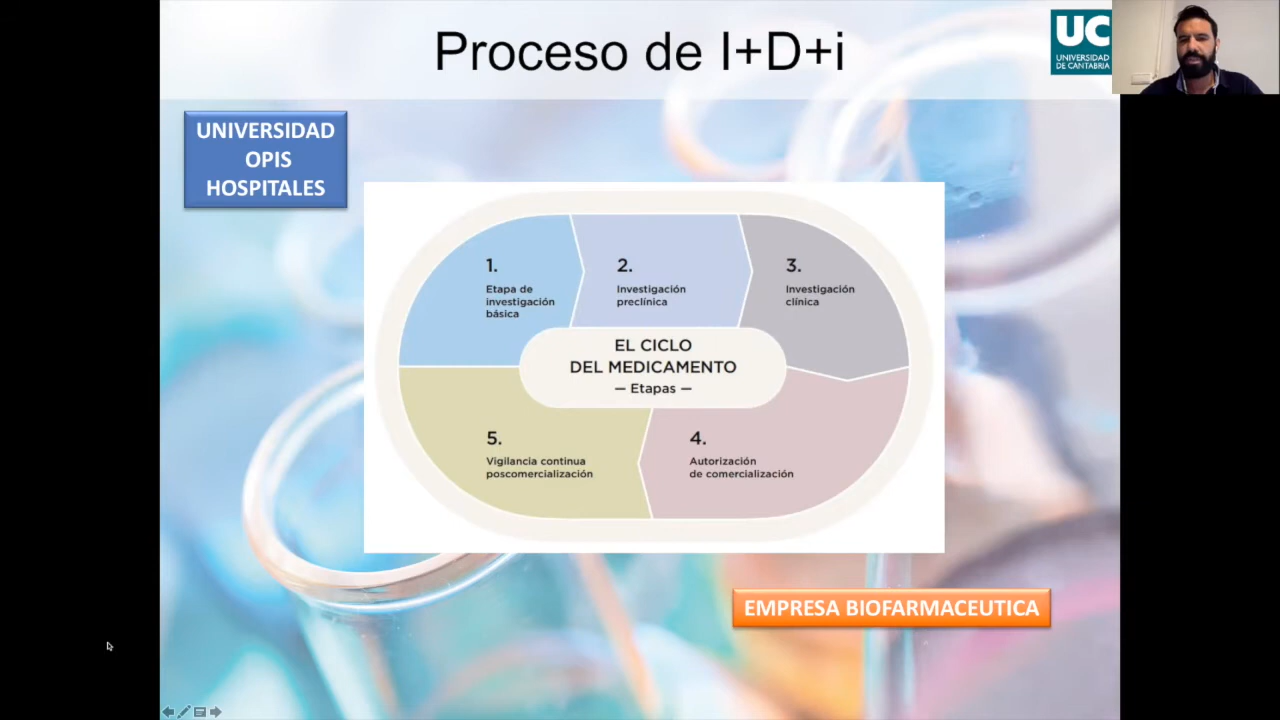 Proceso de I+D+i
UC
UNIVERSIDAD
DE CANTABRIA
UNIVERSIDAD
OPIS
HOSPITALES
1.
Etapa de
investigación
básica
2.
Investigación
preclínica
3.
Investigación
clínica
EL CICLO
DEL MEDICAMENTO
— Etapas —
5.
Vigilancia continua
poscomercialización
4.
Autorización
de comercialización
EMPRESA BIOFARMACEUTICA